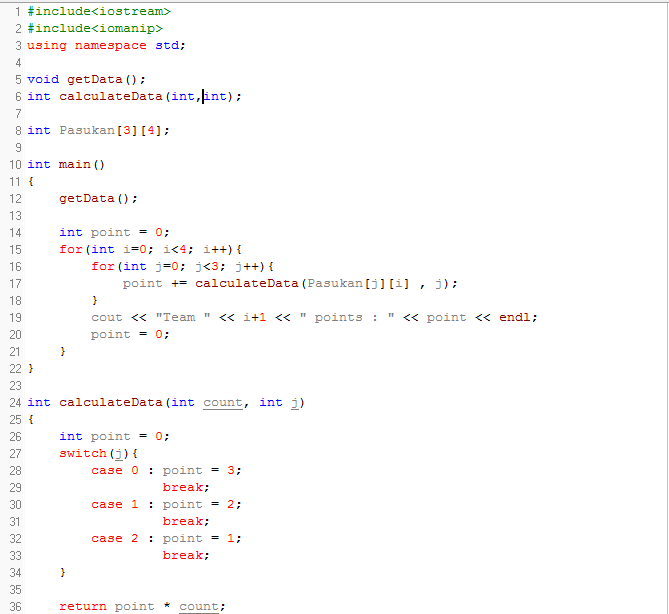 1 #include<iostream>
2 #include<iomanip>
3 using namespace std;
4
5 void getData();
6 int calculateData(int,int);
7
8 int Pasukan[3][4];
9
10 int main()
11 {
12     getData();
13
14     int point = 0;
15     for(int i=0; i<4; i++){
16         for(int j=0; j<3; j++){
17             point += calculateData(Pasukan[j][i] , j);
18         }
19         cout << "Team " << i+1 << " points : " << point << endl;
20         point = 0;
21     }
22 }
23
24 int calculateData(int count, int j)
25 {
26     int point = 0;
27     switch(j){
28         case 0 : point = 3;
29                  break;
30         case 1 : point = 2;
31                  break;
32         case 2 : point = 1;
33                  break;
34     }
35
36     return point * count;